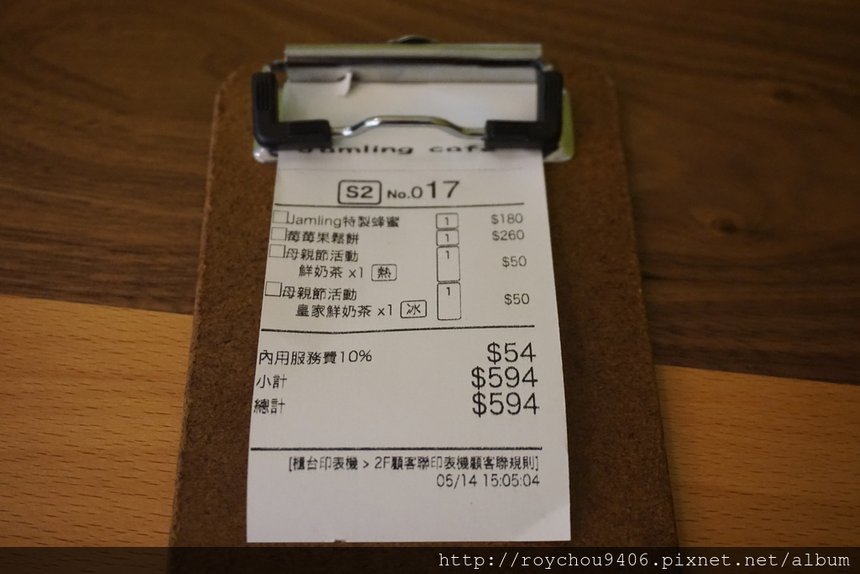 Jamling cafe
S2 No.017
Jamling特製蜂蜜 1 $180
莓莓果鬆餅 1 $260
母親節活動 1 $50
鮮奶茶 x1 熱
母親節活動 1 $50
皇家鮮奶茶 x1 冰
內用服務費10% $54
小計 $594
總計 $594
[櫃台印表機 > 2F顧客聯印表機顧客聯規則]
05/14 15:05:04
http://roychou9406.pixnet.net/album